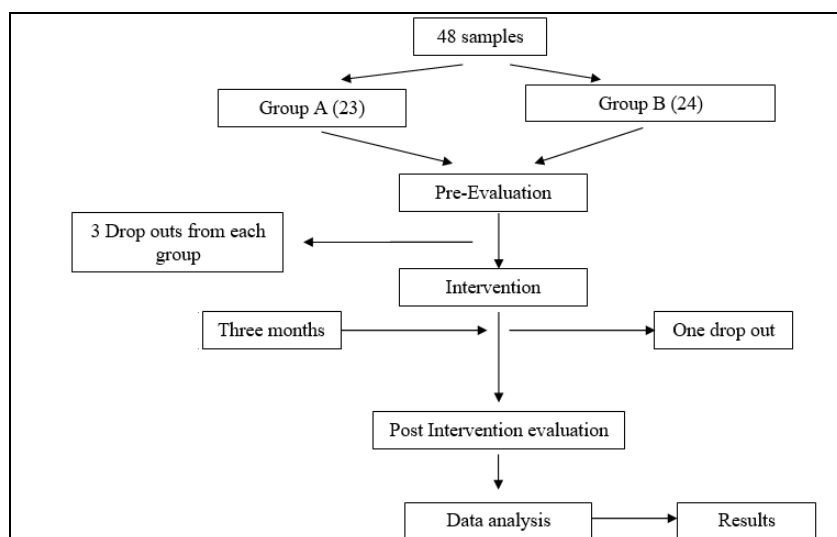 48 samples
Group A (23)
Group B (24)
Pre-Evaluation
3 Drop outs from each
group
Intervention
Three months
One drop out
Post Intervention evaluation
Data analysis
Results